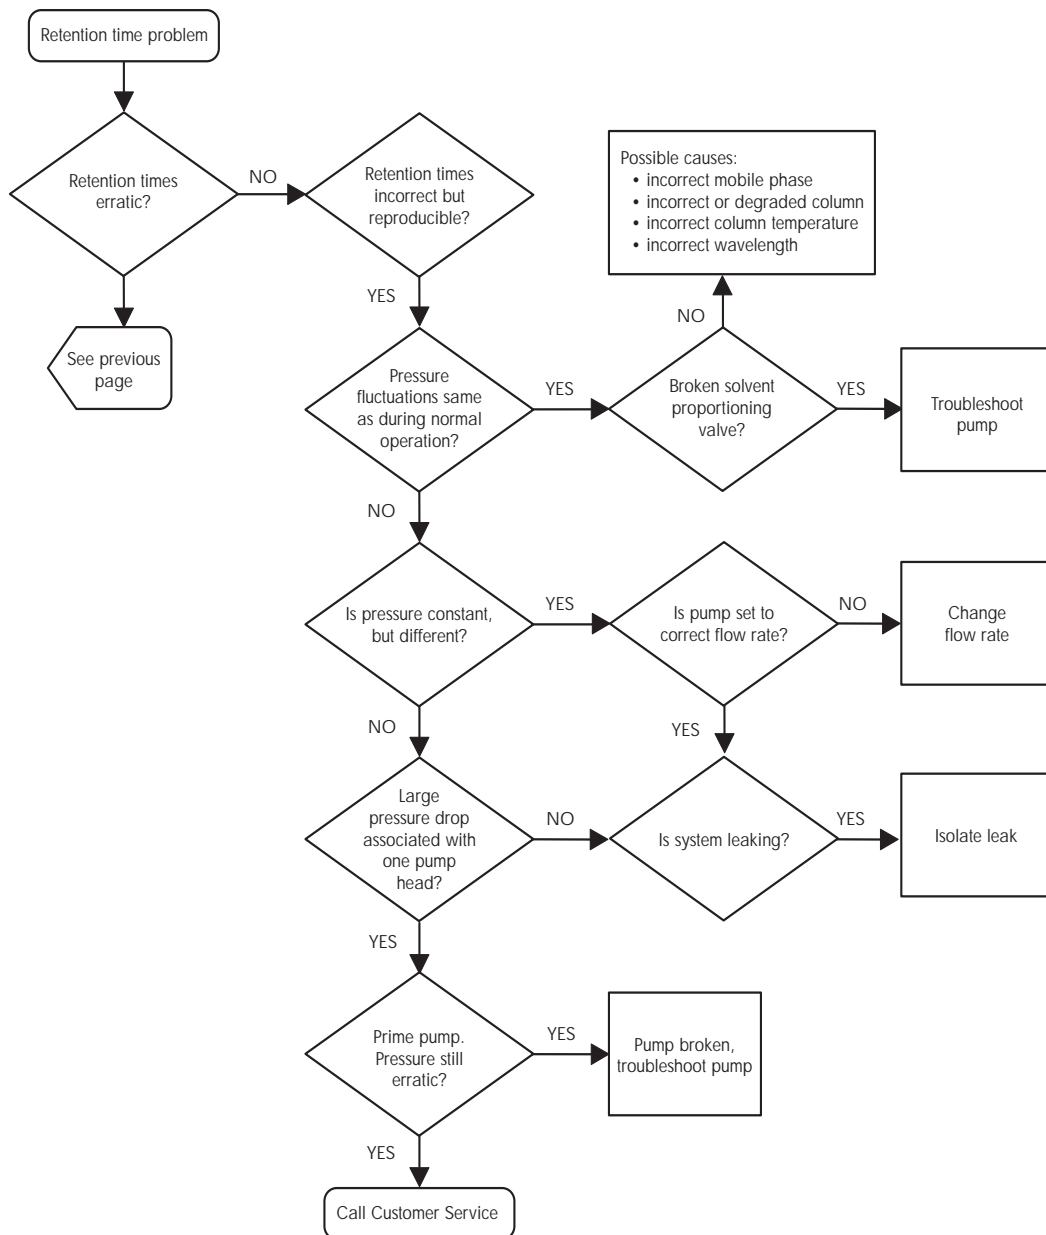 Retention time problem
Retention times
erratic?
NO
Retention times
incorrect but
reproducible?
Possible causes:
• incorrect mobile phase
• incorrect or degraded column
• incorrect column temperature
• incorrect wavelength
YES
NO
See previous
page
Pressure
fluctuations same
as during normal
operation?
YES
Broken solvent
proportioning
valve?
YES
Troubleshoot
pump
NO
Is pressure constant,
but different?
YES
Is pump set to
correct flow rate?
NO
Change
flow rate
NO
YES
Large
pressure drop
associated with
one pump
head?
NO
Is system leaking?
YES
Isolate leak
YES
Prime pump.
Pressure still
erratic?
YES
Pump broken,
troubleshoot pump
YES
Call Customer Service